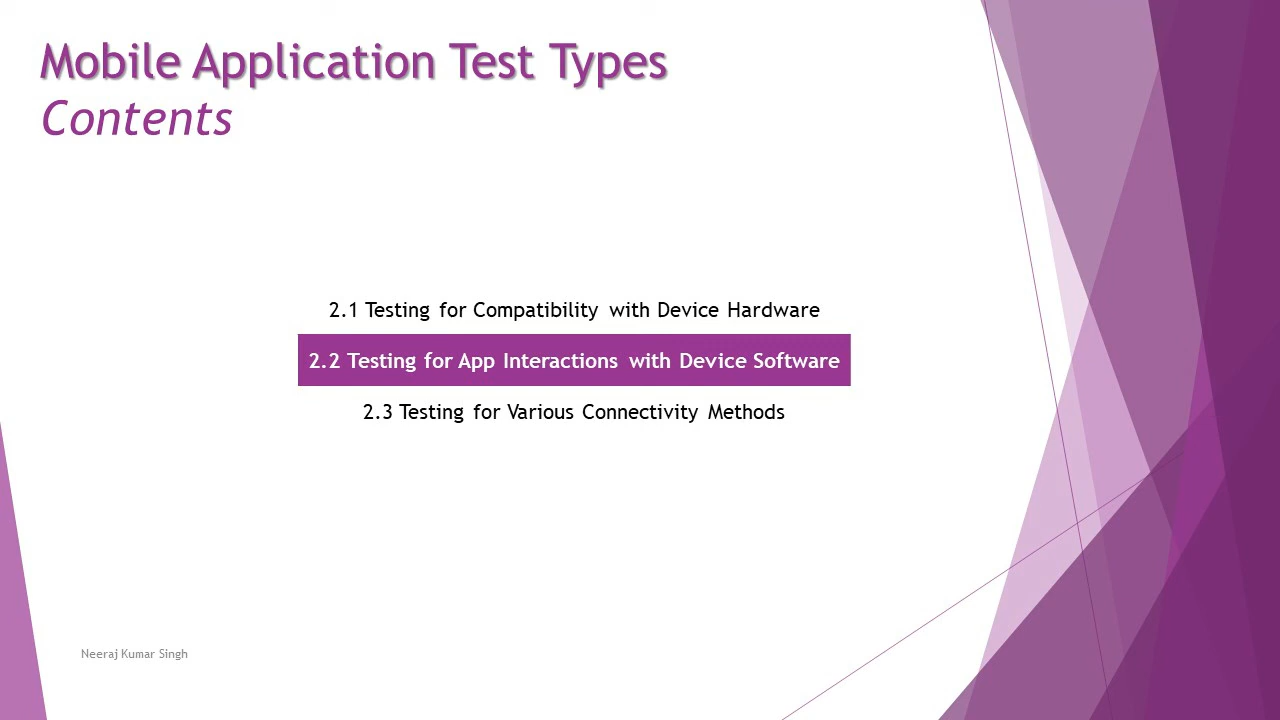 Mobile Application Test Types
Contents
2.1 Testing for Compatibility with Device Hardware
2.2 Testing for App Interactions with Device Software
2.3 Testing for Various Connectivity Methods
Neeraj Kumar Singh